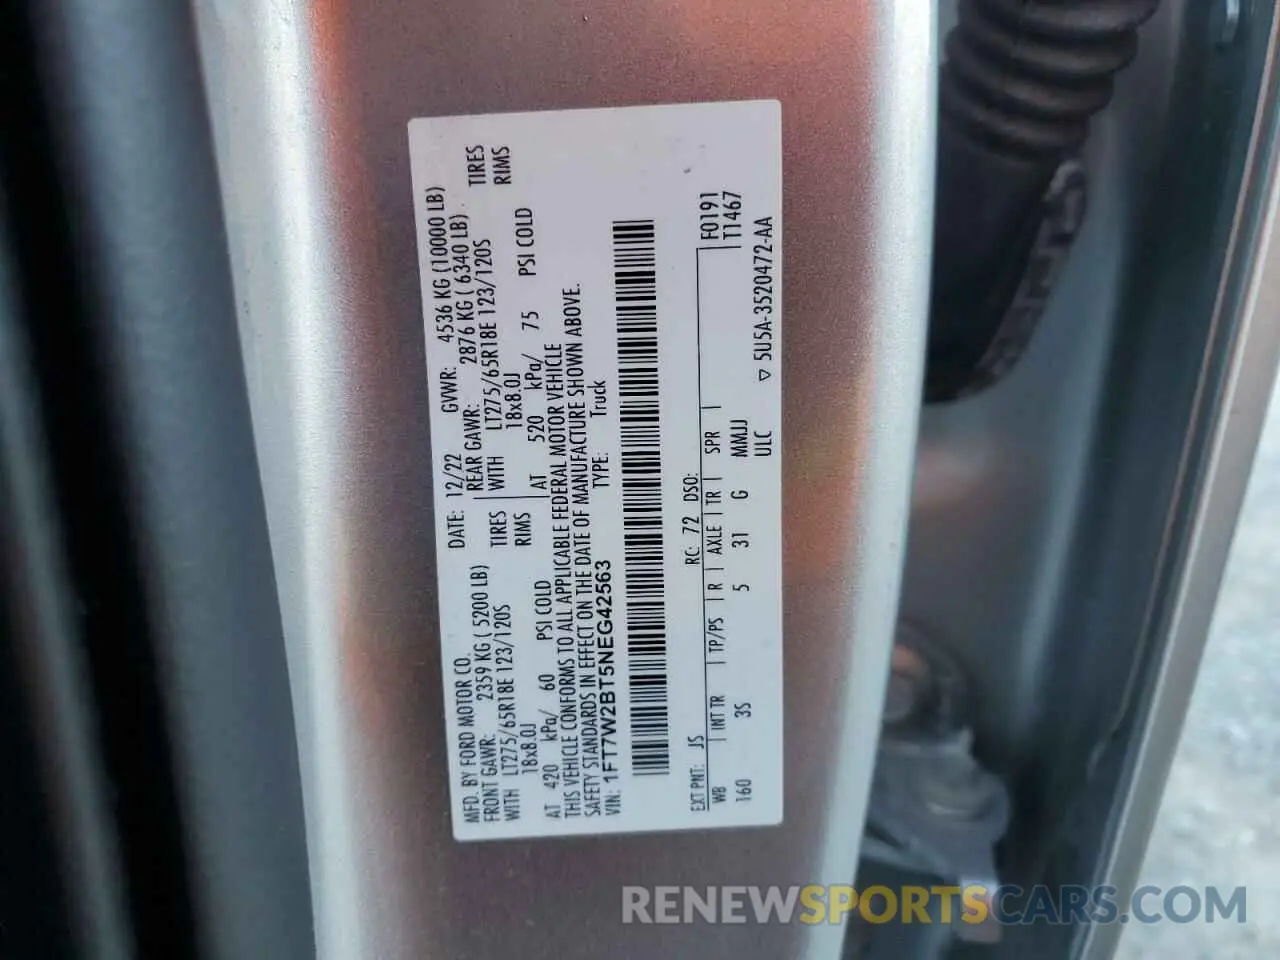 MFD. BY FORD MOTOR CO.
DATE: 12/22 GVWR: 4536 KG (10000 LB)
FRONT GAWR: 2359 KG ( 5200 LB)
REAR GAWR: 2876 KG ( 6340 LB)
WITH LT275/65R18E 123/120S TIRES
WITH LT275/65R18E 123/120S TIRES
18x8.0J RIMS
18x8.0J RIMS
AT 420 kPa/ 60 PSI COLD
AT 520 kPa/ 75 PSI COLD
THIS VEHICLE CONFORMS TO ALL APPLICABLE FEDERAL MOTOR VEHICLE
SAFETY STANDARDS IN EFFECT ON THE DATE OF MANUFACTURE SHOWN ABOVE.
VIN: 1FT7W2BT5NEG42563 TYPE: Truck
EXT PNT: JS RC: 72 DSO: F0191
WB INT TR TP/PS R AXLE TR SPR T1467
160 3S 5 31 G MMJJ
ULC ▽ 5U5A-3520472-AA
RENEWSPORTSCARS.COM